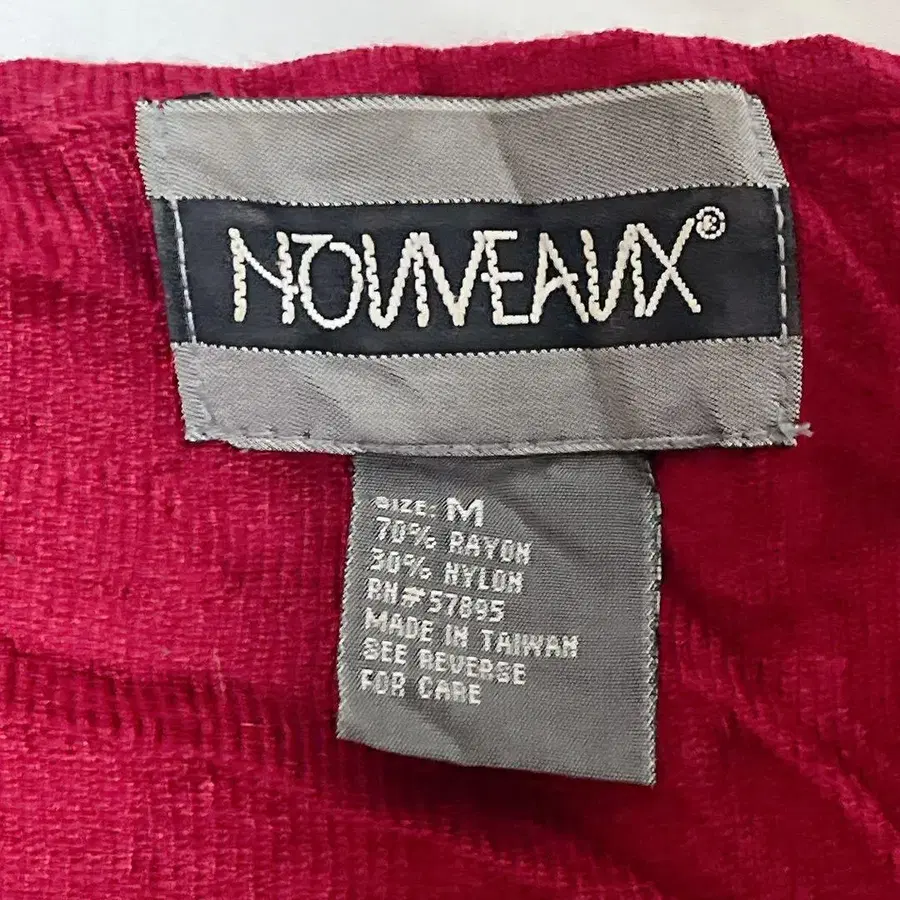 NOUVEAUX®
SIZE: M
70% RAYON
30% NYLON
RN#57895
MADE IN TAIWAN
SEE REVERSE
FOR CARE